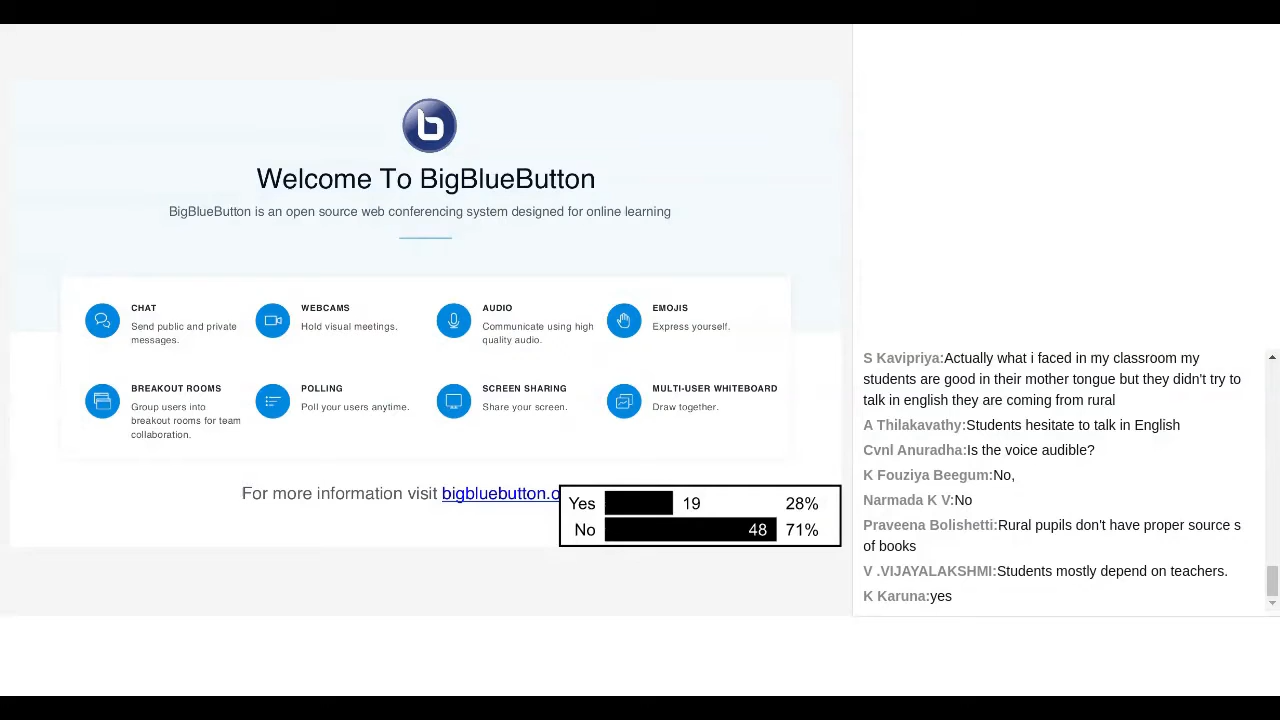 Welcome To BigBlueButton
BigBlueButton is an open source web conferencing system designed for online learning
CHAT
Send public and private
messages.
WEBCAMS
Hold visual meetings.
AUDIO
Communicate using high
quality audio.
EMOJIS
Express yourself.
BREAKOUT ROOMS
Group users into
breakout rooms for team
collaboration.
POLLING
Poll your users anytime.
SCREEN SHARING
Share your screen.
MULTI-USER WHITEBOARD
Draw together.
For more information visit bigbluebutton.o
Yes 19 28%
No 48 71%
S Kavipriya:Actually what i faced in my classroom my
students are good in their mother tongue but they didn't try to
talk in english they are coming from rural
A Thilakavathy:Students hesitate to talk in English
Cvnl Anuradha:Is the voice audible?
K Fouziya Beegum:No,
Narmada K V:No
Praveena Bolishetti:Rural pupils don't have proper source s
of books
V .VIJAYALAKSHMI:Students mostly depend on teachers.
K Karuna:yes